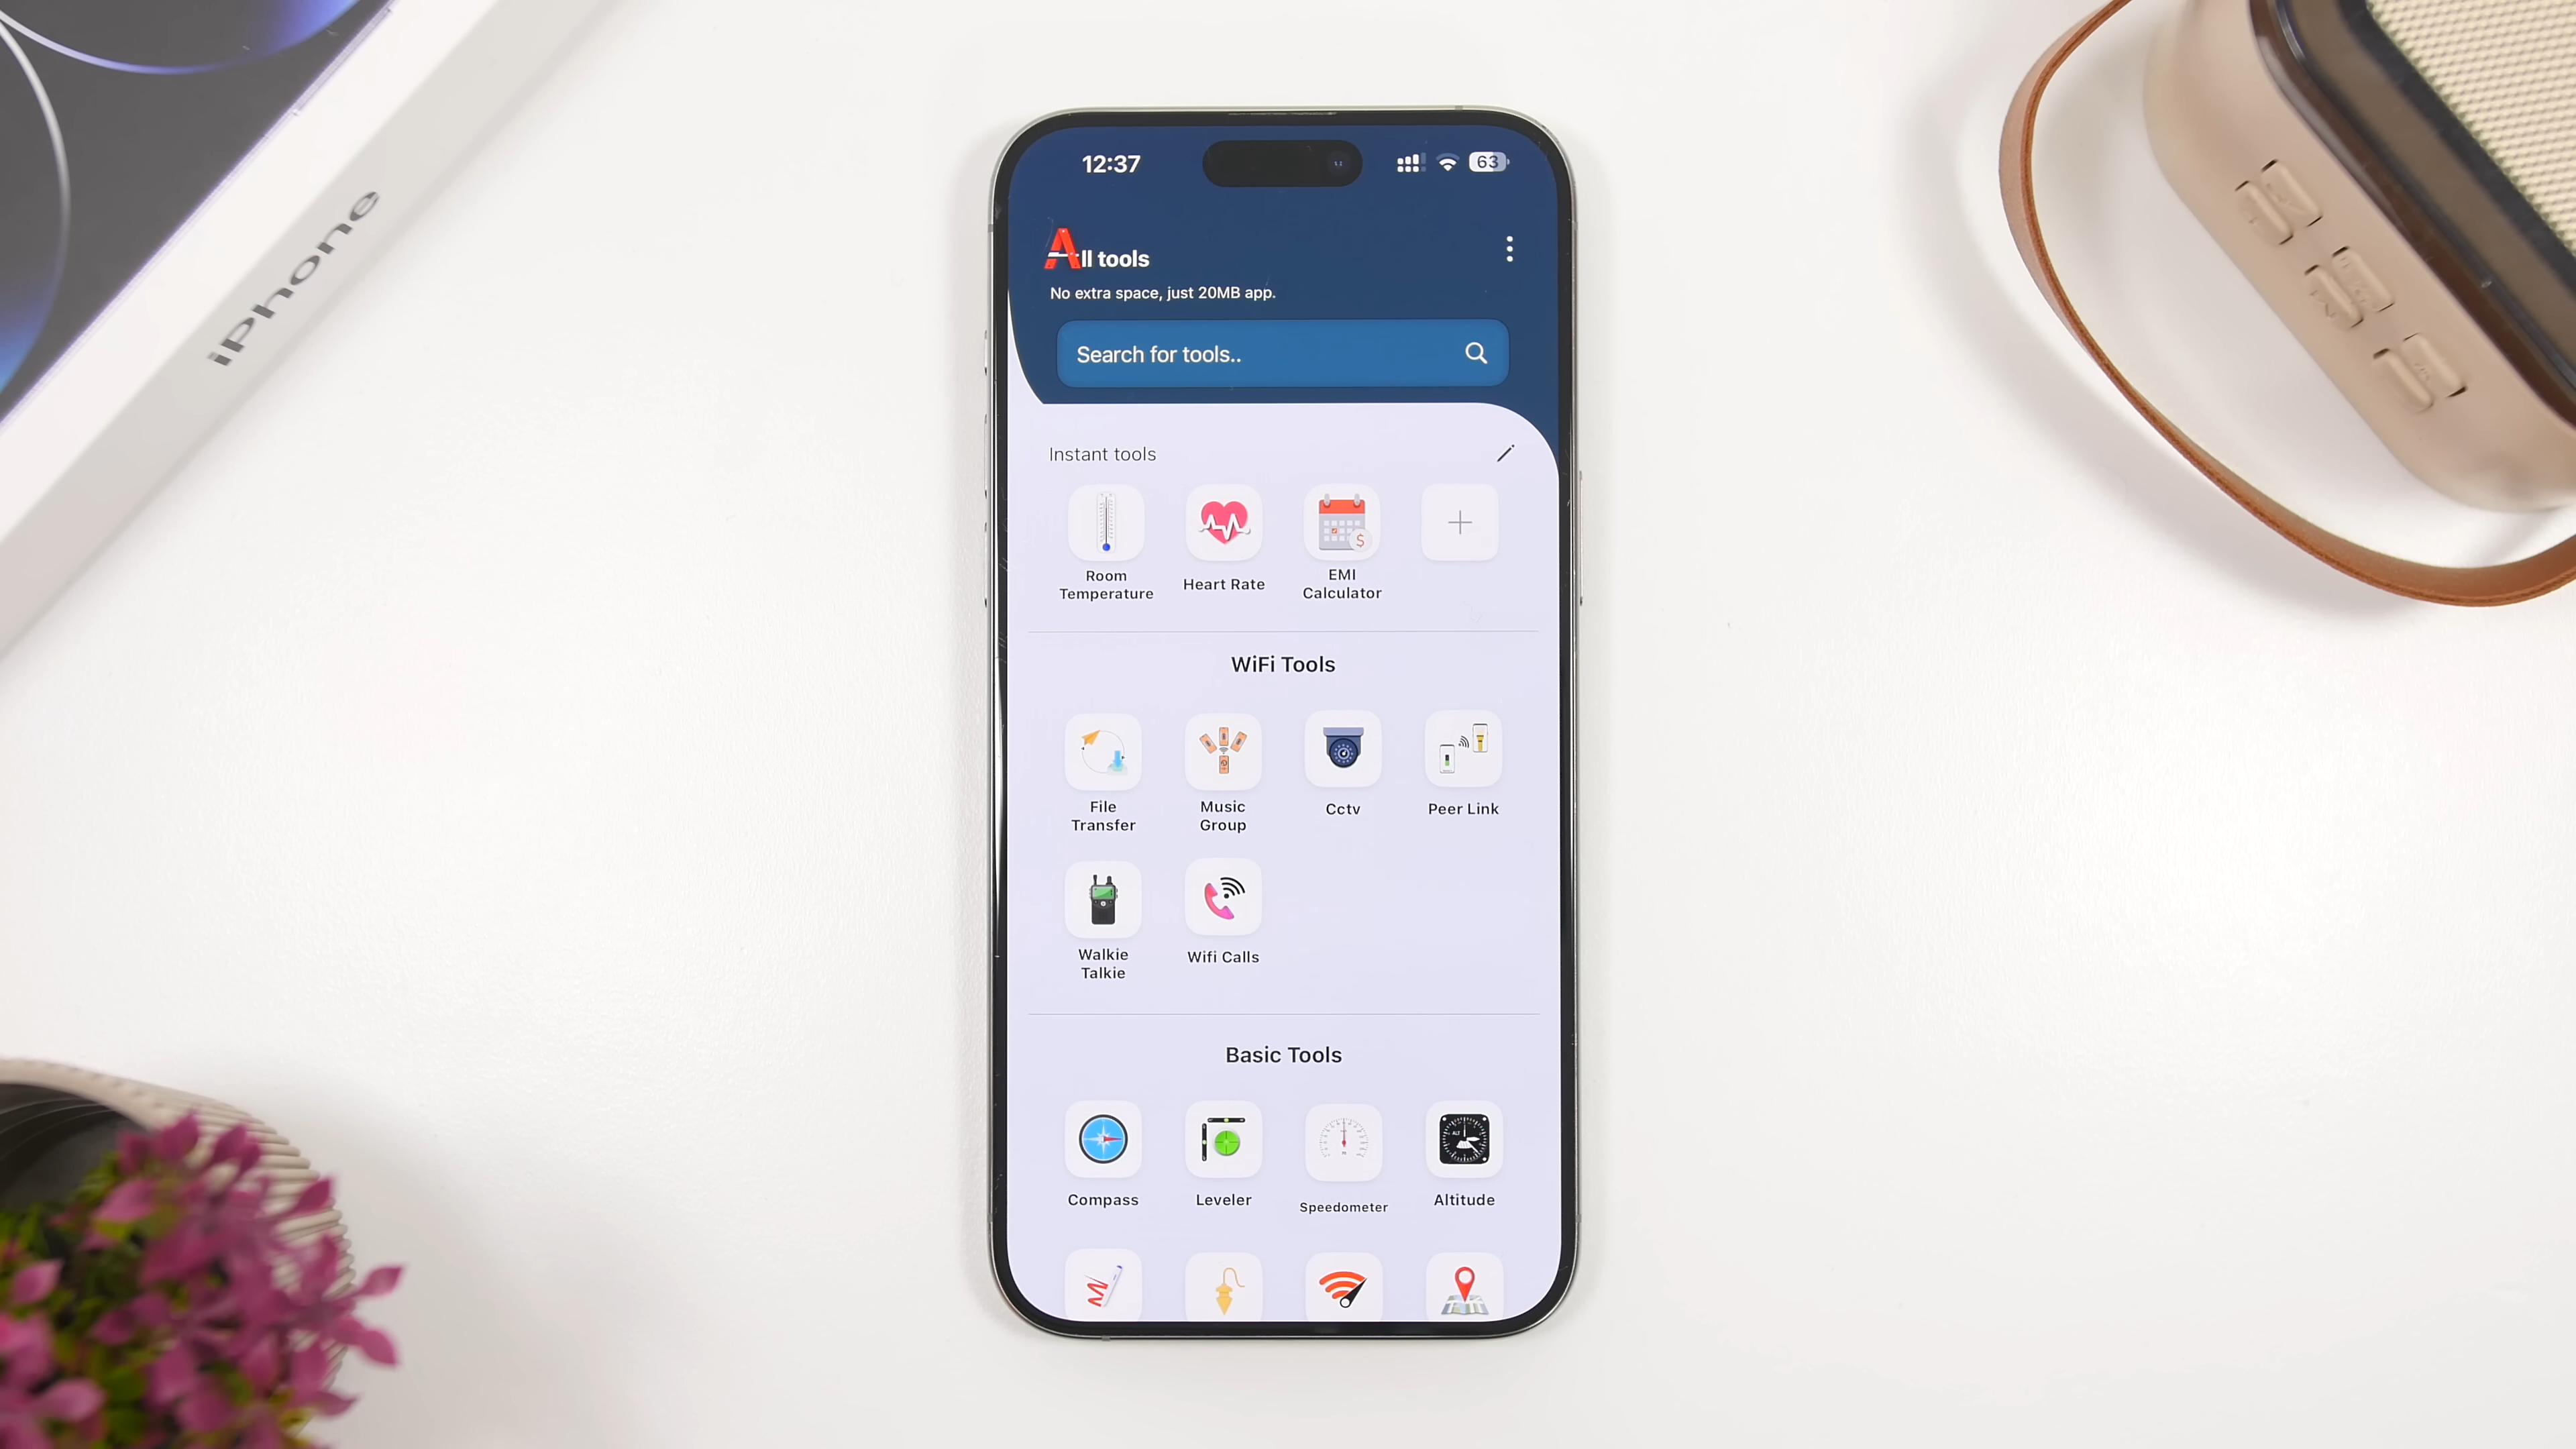 iPhone
12:37
63
All tools
No extra space, just 20MB app.
Search for tools..
Instant tools
Room
Temperature
Heart Rate
EMI
Calculator
WiFi Tools
File
Transfer
Music
Group
Cctv
Peer Link
Walkie
Talkie
Wifi Calls
Basic Tools
Compass
Leveler
Speedometer
Altitude
ALT